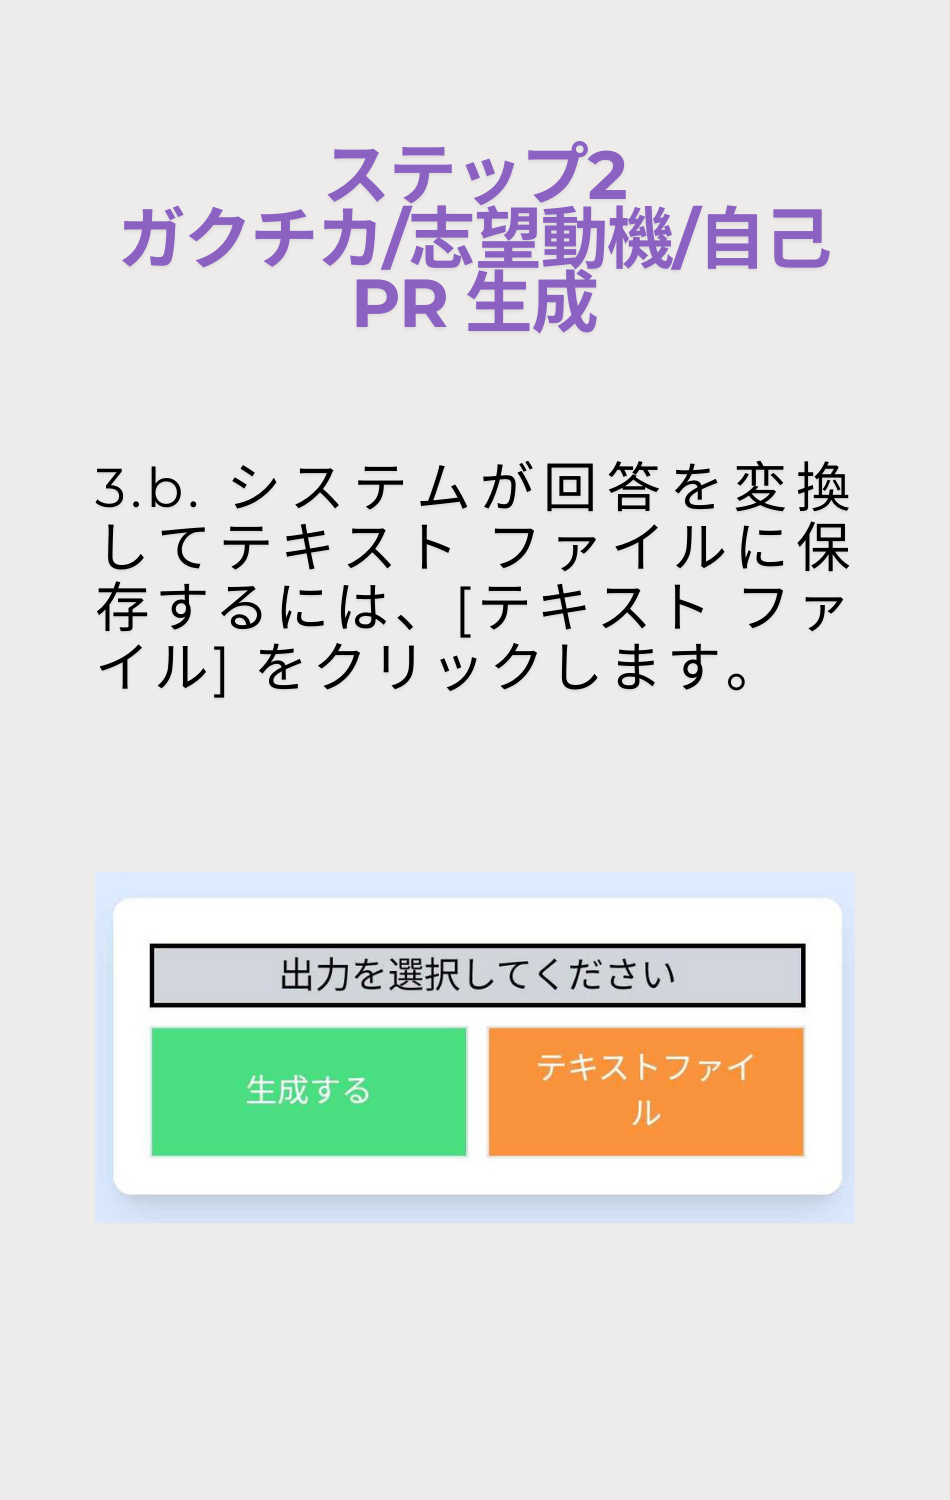 ステップ2
ガクチカ/志望動機/自己
PR 生成
3.b. システムが回答を変換
してテキスト ファイルに保
存するには、[テキスト ファ
イル] をクリックします。
出力を選択してください
生成する
テキストファイ
ル